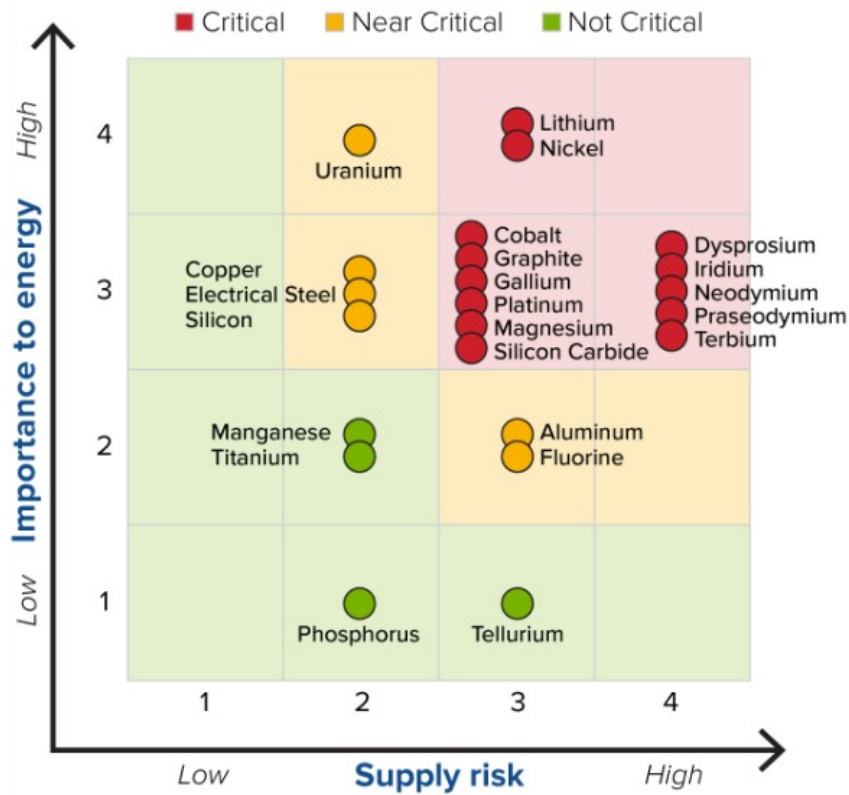 Critical Near Critical Not Critical
High
Importance to energy
Low
4
3
2
1
Uranium
Lithium
Nickel
Copper
Electrical Steel
Silicon
Cobalt
Graphite
Gallium
Platinum
Magnesium
Silicon Carbide
Dysprosium
Iridium
Neodymium
Praseodymium
Terbium
Manganese
Titanium
Aluminum
Fluorine
Phosphorus
Tellurium
1 2 3 4
Low Supply risk High